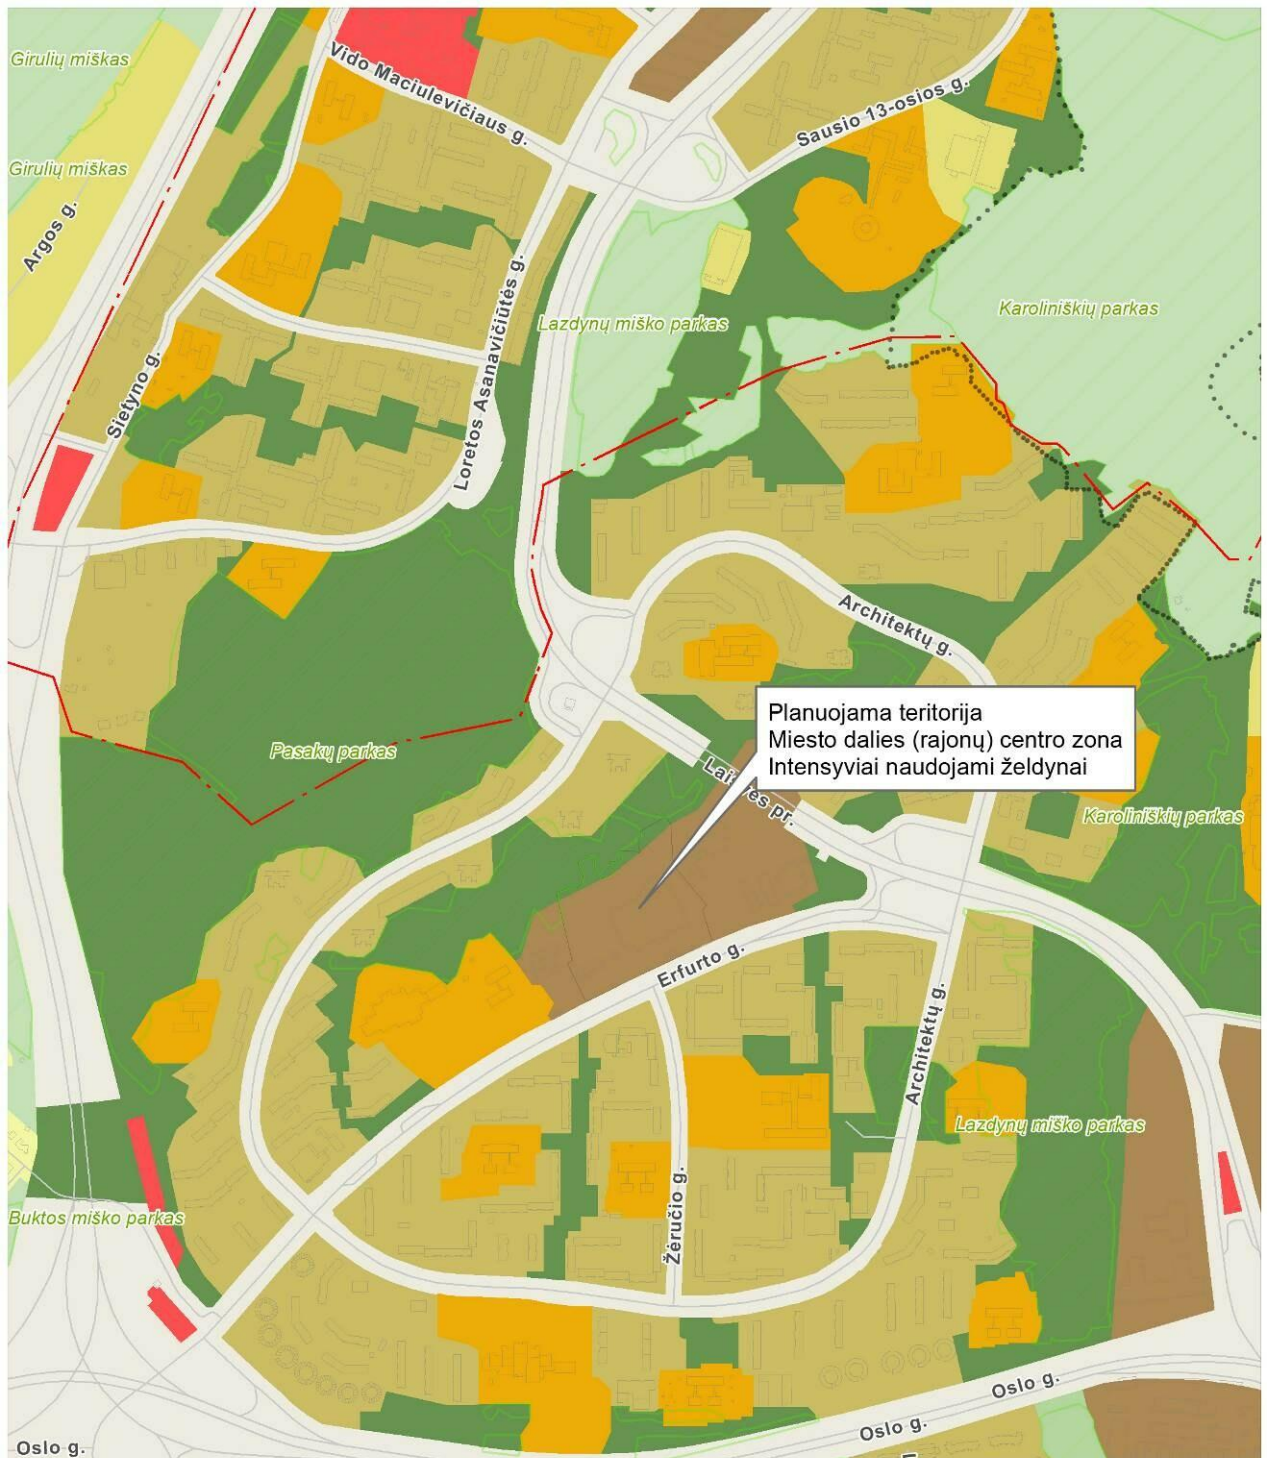 Girulių miškas
Vido Maciulevičiaus g.
Sausio 13-osios g.
Girulių miškas
Argos g.
Loretos Asanavičiūtės g.
Lazdynų miško parkas
Karoliniškių parkas
Sietyno g.
Architektų g.
Planuojama teritorija
Miesto dalies (rajonų) centro zona
Intensyviai naudojami želdynai
Pasakų parkas
Karoliniškių parkas
Erfurto g.
Architektų g.
Lazdynų miško parkas
Žėručio g.
Buktos miško parkas
Oslo g.
Oslo g.
Oslo g.